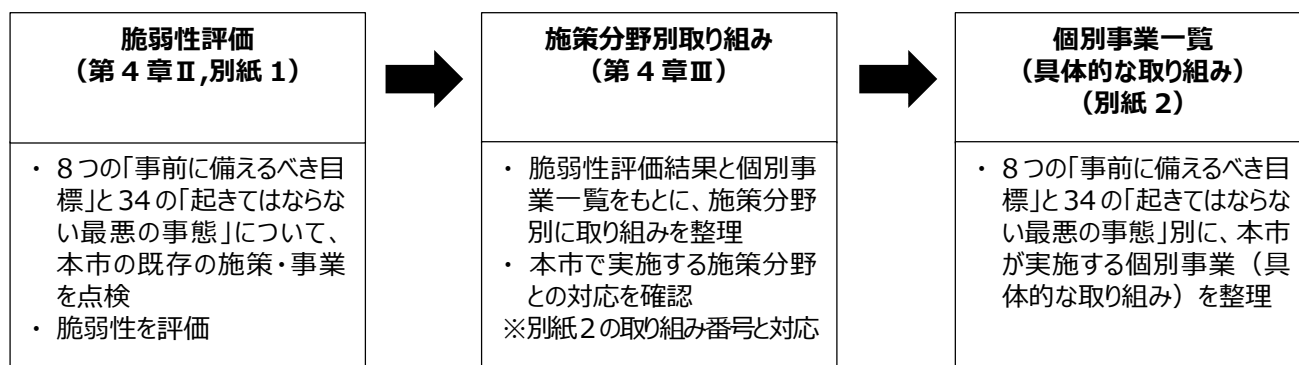 脆弱性評価
（第４章Ⅱ,別紙１）
・ ８つの「事前に備えるべき目
標」と34の「起きてはならな
い最悪の事態」について、
本市の既存の施策・事業
を点検
・ 脆弱性を評価
施策分野別取り組み
（第４章Ⅲ）
・ 脆弱性評価結果と個別事
業一覧をもとに、施策分野
別に取り組みを整理
・ 本市で実施する施策分野
との対応を確認
※別紙２の取り組み番号と対応
個別事業一覧
（具体的な取り組み）
（別紙２）
・ ８つの「事前に備えるべき目
標」と34の「起きてはならな
い最悪の事態」別に、本市
が実施する個別事業（具
体的な取り組み）を整理